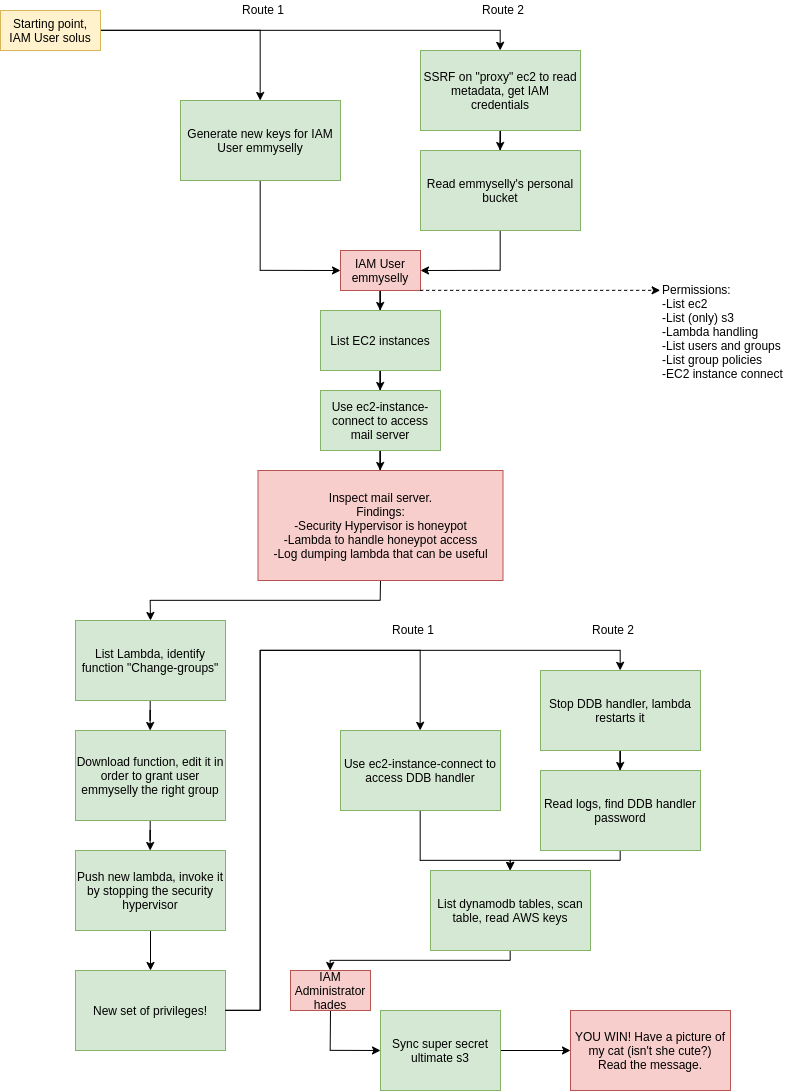 Route 1
Route 2
Starting point,
IAM User solus
SSRF on "proxy" ec2 to read
metadata, get IAM
credentials
Generate new keys for IAM
User emmyselly
Read emmyselly's personal
bucket
IAM User
emmyselly
Permissions:
-List ec2
-List (only) s3
-Lambda handling
-List users and groups
-List group policies
-EC2 instance connect
List EC2 instances
Use ec2-instance-
connect to access
mail server
Inspect mail server.
Findings:
-Security Hypervisor is honeypot
-Lambda to handle honeypot access
-Log dumping lambda that can be useful
List Lambda, identify
function "Change-groups"
Download function, edit it in
order to grant user
emmyselly the right group
Push new lambda, invoke it
by stopping the security
hypervisor
New set of privileges!
Route 1
Route 2
Stop DDB handler, lambda
restarts it
Use ec2-instance-connect to
access DDB handler
Read logs, find DDB handler
password
List dynamodb tables, scan
table, read AWS keys
IAM
Administrator
hades
Sync super secret
ultimate s3
YOU WIN! Have a picture of
my cat (isn't she cute?)
Read the message.